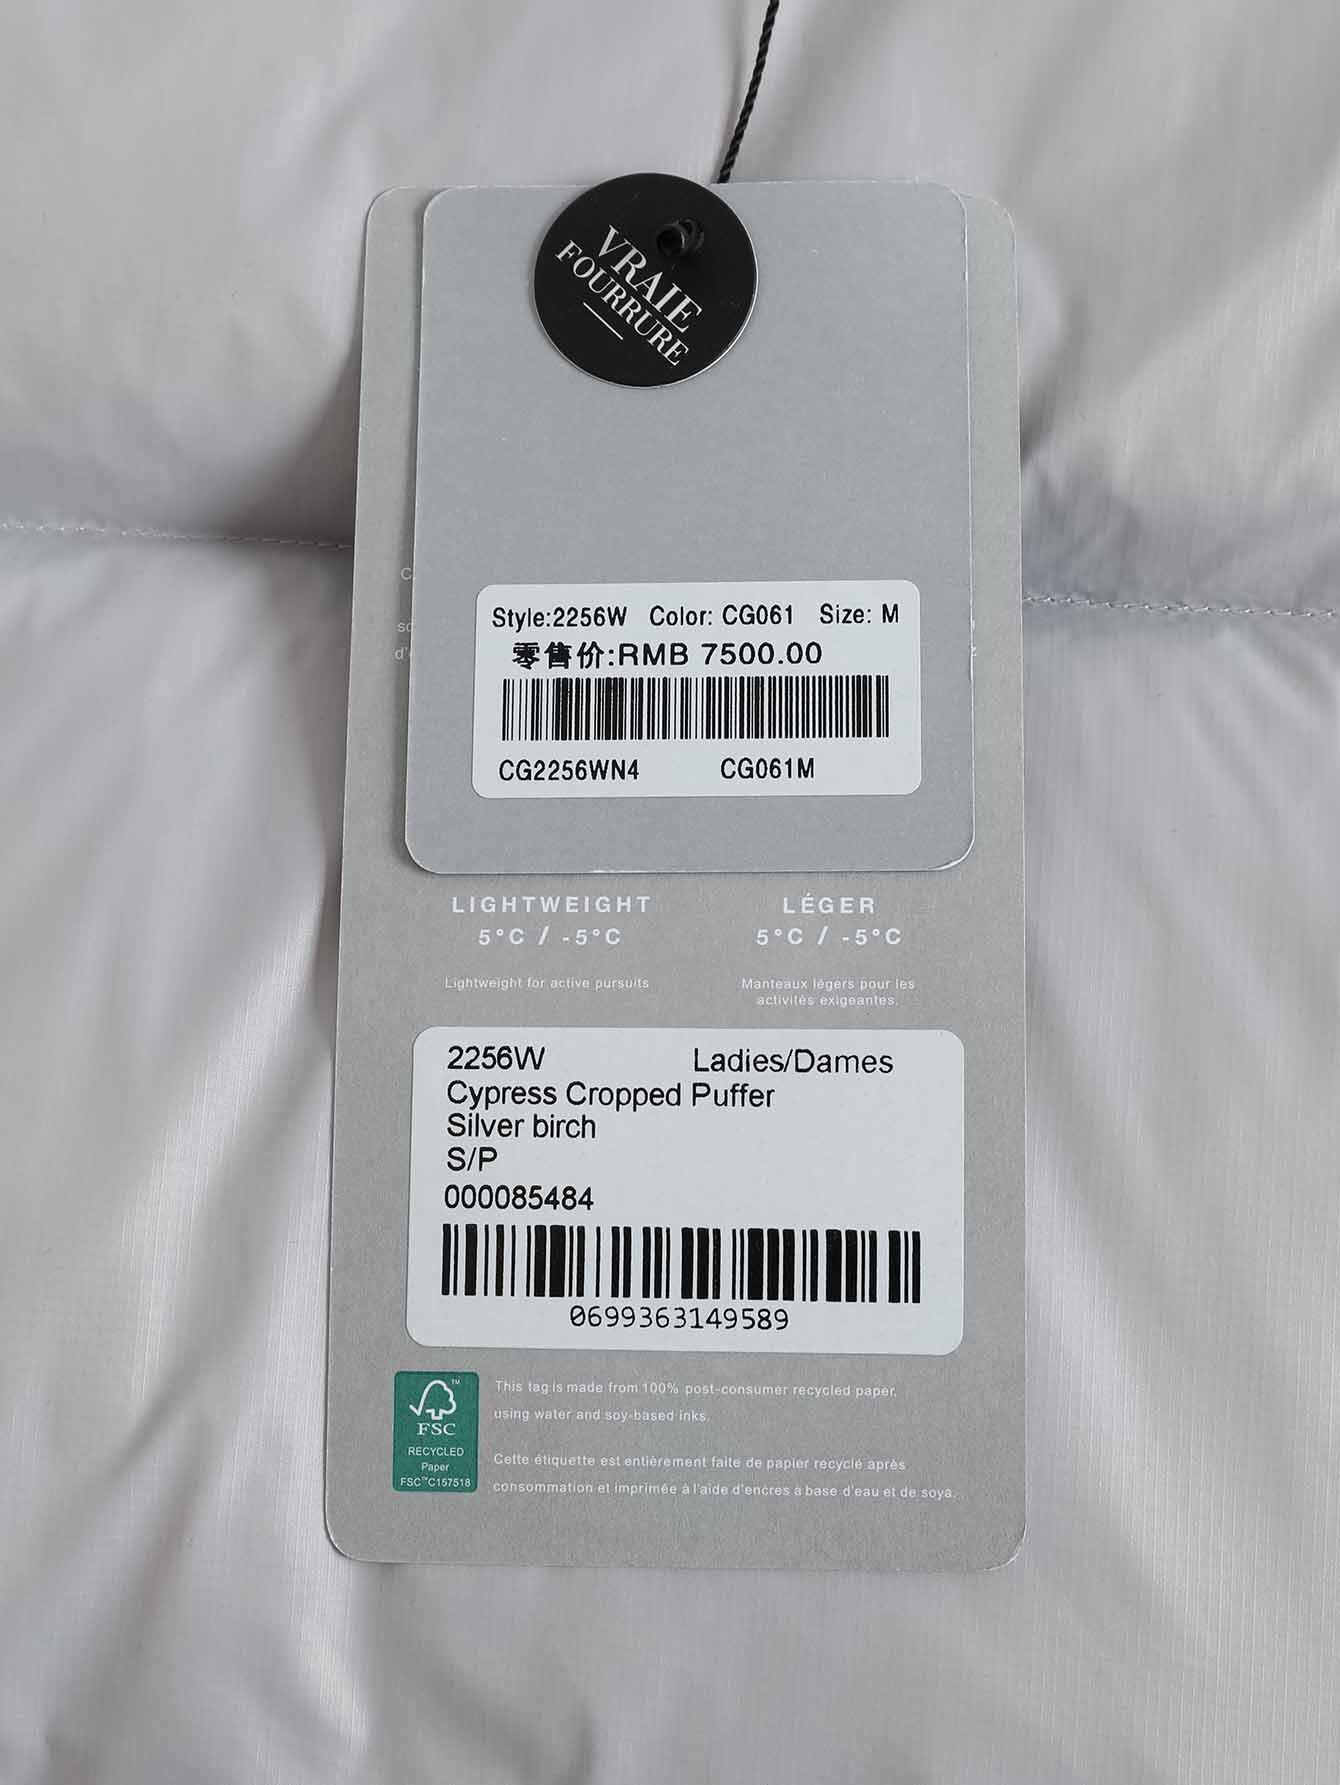 VRAIE
FOURRURE
Style:2256W Color: CG061 Size: M
零售价:RMB 7500.00
CG2256WN4 CG061M
LIGHTWEIGHT
5°C / -5°C
Lightweight for active pursuits
LÉGER
5°C / -5°C
Manteaux légers pour les
activités exigeantes.
2256W Ladies/Dames
Cypress Cropped Puffer
Silver birch
S/P
000085484
0699363149589
FSC™
RECYCLED
Paper
FSC™C157518
This tag is made from 100% post-consumer recycled paper,
using water and soy-based inks.
Cette étiquette est entièrement faite de papier recyclé après
consommation et imprimée à l'aide d'encres à base d'eau et de soya.